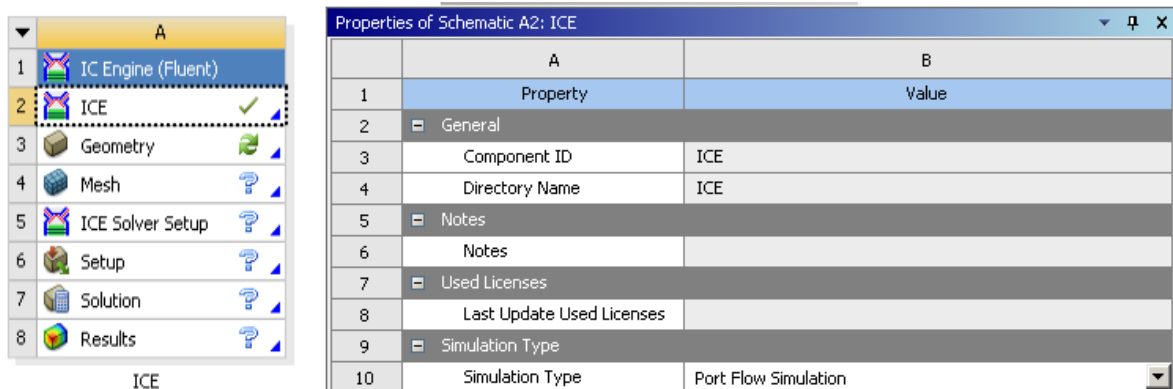 A
1 IC Engine (Fluent)
2 ICE
3 Geometry
4 Mesh
5 ICE Solver Setup
6 Setup
7 Solution
8 Results
ICE
Properties of Schematic A2: ICE
A B
1 Property Value
2 General
3 Component ID ICE
4 Directory Name ICE
5 Notes
6 Notes
7 Used Licenses
8 Last Update Used Licenses
9 Simulation Type
10 Simulation Type Port Flow Simulation